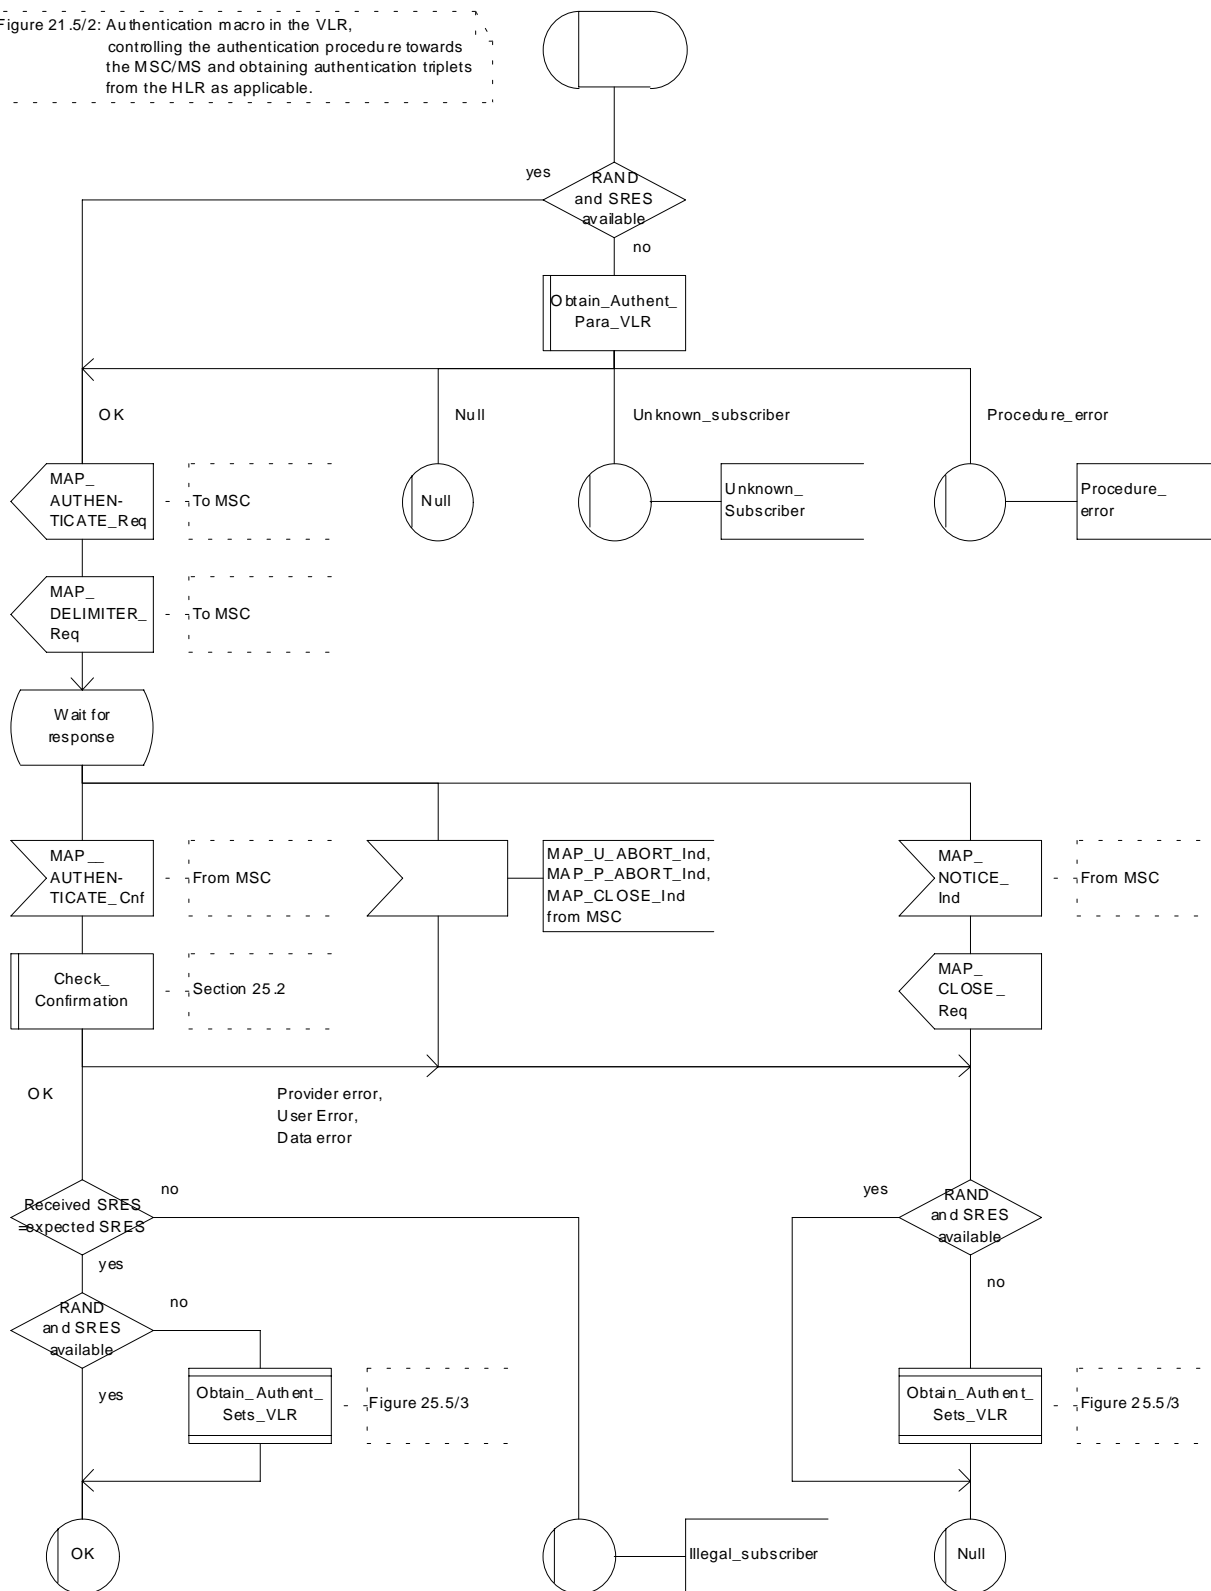 Figure 21.5/2: Authentication macro in the VLR,
controlling the authentication procedure towards
the MSC/MS and obtaining authentication triplets
from the HLR as applicable.
yes
RAND
and SRES
available
no
Obtain_Authent_
Para_VLR
OK
Null
Unknown_subscriber
Procedure_error
MAP_
AUTHEN-
TICATE_Req
To MSC
Null
Unknown_
Subscriber
Procedure_
error
MAP_
DELIMITER_
Req
To MSC
Wait for
response
MAP__
AUTHEN-
TICATE_Cnf
From MSC
MAP_U_ABORT_Ind,
MAP_P_ABORT_Ind,
MAP_CLOSE_Ind
from MSC
MAP_
NOTICE_
Ind
From MSC
Check_
Confirmation
Section 25.2
MAP_
CLOSE_
Req
OK
Provider error,
User Error,
Data error
Received SRES
=expected SRES
no
yes
yes
RAND
and SRES
available
no
RAND
and SRES
available
no
yes
Obtain_Authent_
Sets_VLR
Figure 25.5/3
Obtain_Authent_
Sets_VLR
Figure 25.5/3
OK
Illegal_subscriber
Null